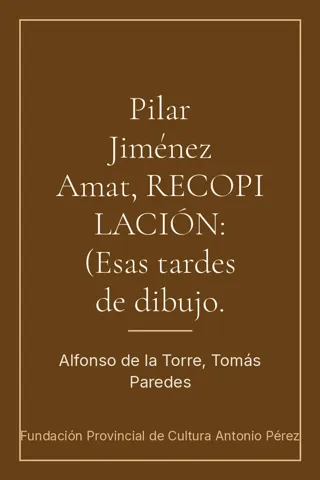 Pilar
Jiménez
Amat, RECOPI
LACIÓN:
(Esas tardes
de dibujo.
Alfonso de la Torre, Tomás
Paredes
Fundación Provincial de Cultura Antonio Pérez